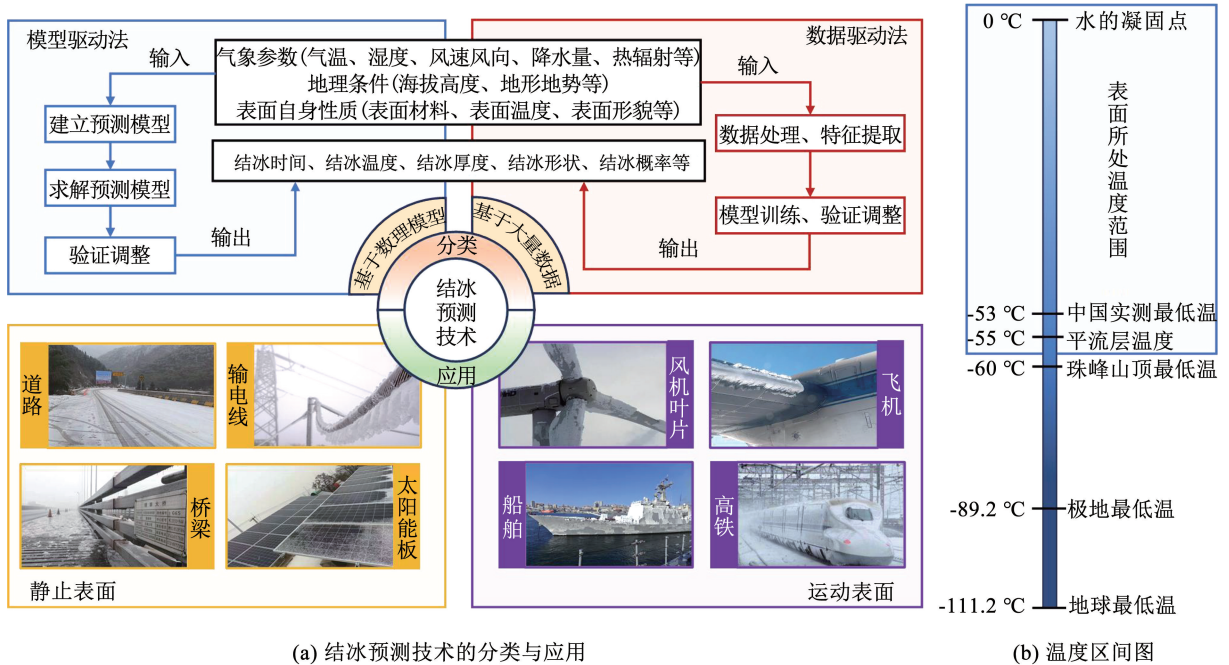 模型驱动法
数据驱动法
输入
气象参数(气温、湿度、风速风向、降水量、热辐射等)
地理条件(海拔高度、地形地势等)
表面自身性质(表面材料、表面温度、表面形貌等)
输入
建立预测模型
数据处理、特征提取
结冰时间、结冰温度、结冰厚度、结冰形状、结冰概率等
求解预测模型
模型训练、验证调整
验证调整
输出
输出
基于数理模型
基于大量数据
分类
结冰
预测
技术
应用
道路
输电线
桥梁
太阳能板
静止表面
风机叶片
飞机
船舶
高铁
运动表面
(a) 结冰预测技术的分类与应用
0 ℃ 水的凝固点
表面所处温度范围
-53 ℃ 中国实测最低温
-55 ℃ 平流层温度
-60 ℃ 珠峰山顶最低温
-89.2 ℃ 极地最低温
-111.2 ℃ 地球最低温
(b) 温度区间图